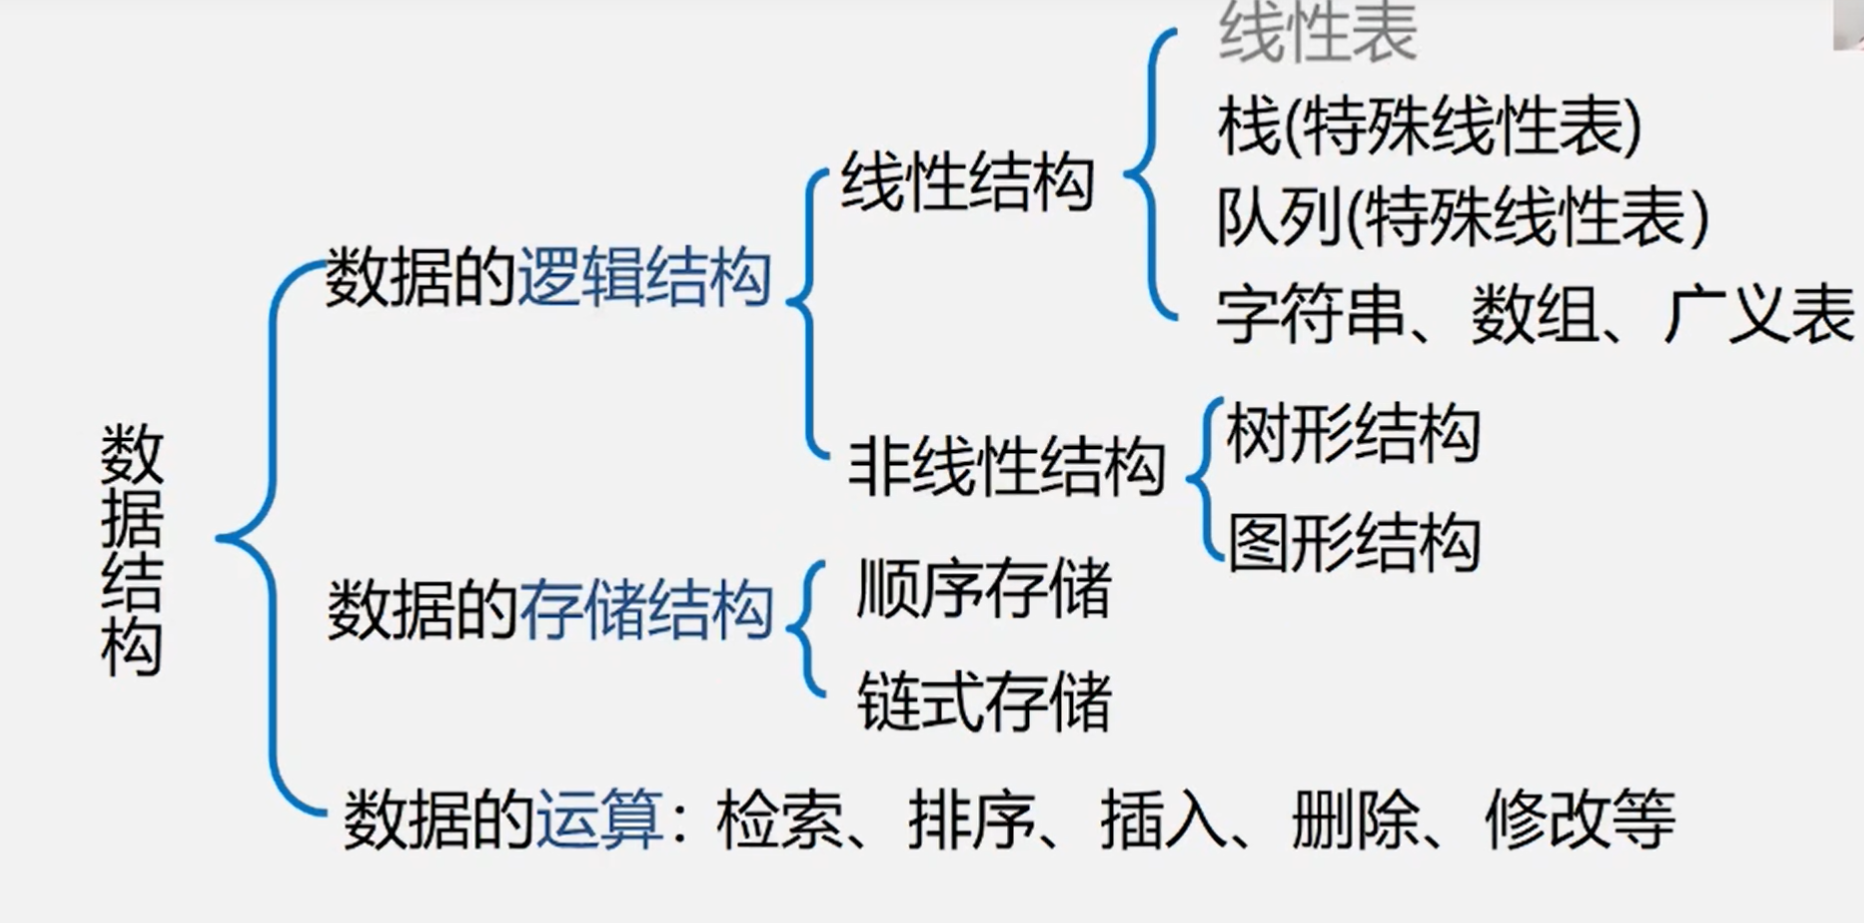 数据结构
数据的逻辑结构
线性结构
线性表
栈(特殊线性表)
队列(特殊线性表)
字符串、数组、广义表
非线性结构
树形结构
图形结构
数据的存储结构
顺序存储
链式存储
数据的运算：检索、排序、插入、删除、修改等